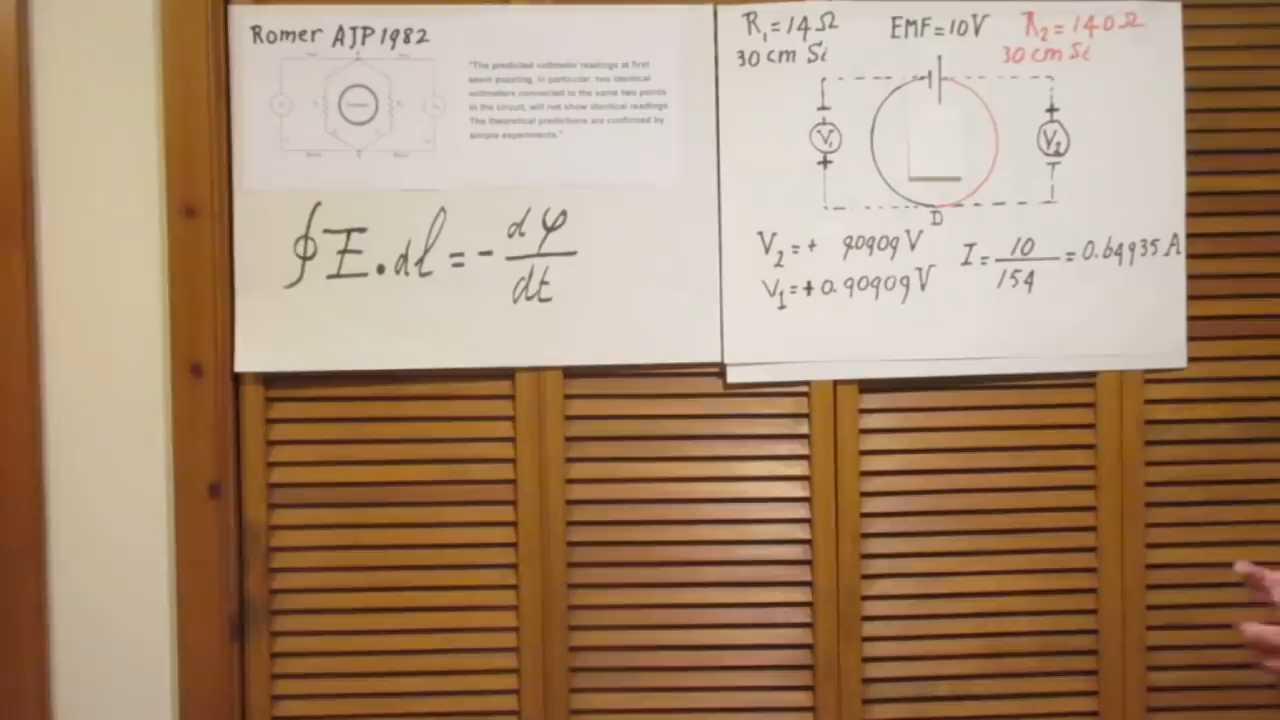 Romer AJP 1982
"The predicted voltmeter readings at first
seem puzzling, in particular, two identical
voltmeters connected to the same two points
in the circuit, will not show identical readings.
The theoretical predictions are confirmed by
simple experiments."
∮ E . dl = - dφ/dt
R₁ = 14 Ω EMF = 10 V R₂ = 140 Ω
30 cm Si 30 cm Si
V₁ V₂
+ +
D
V₂ = + 9.0909 V I = 10/154 = 0.64935 A
V₁ = + 0.90909 V